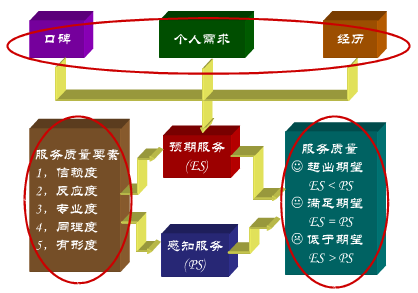 口碑
个人需求
经历
服务质量要素
1，信赖度
2，反应度
3，专业度
4，同理度
5，有形度
预期服务
(ES)
感知服务
(PS)
服务质量
超出期望
ES < PS
满足期望
ES = PS
低于期望
ES > PS